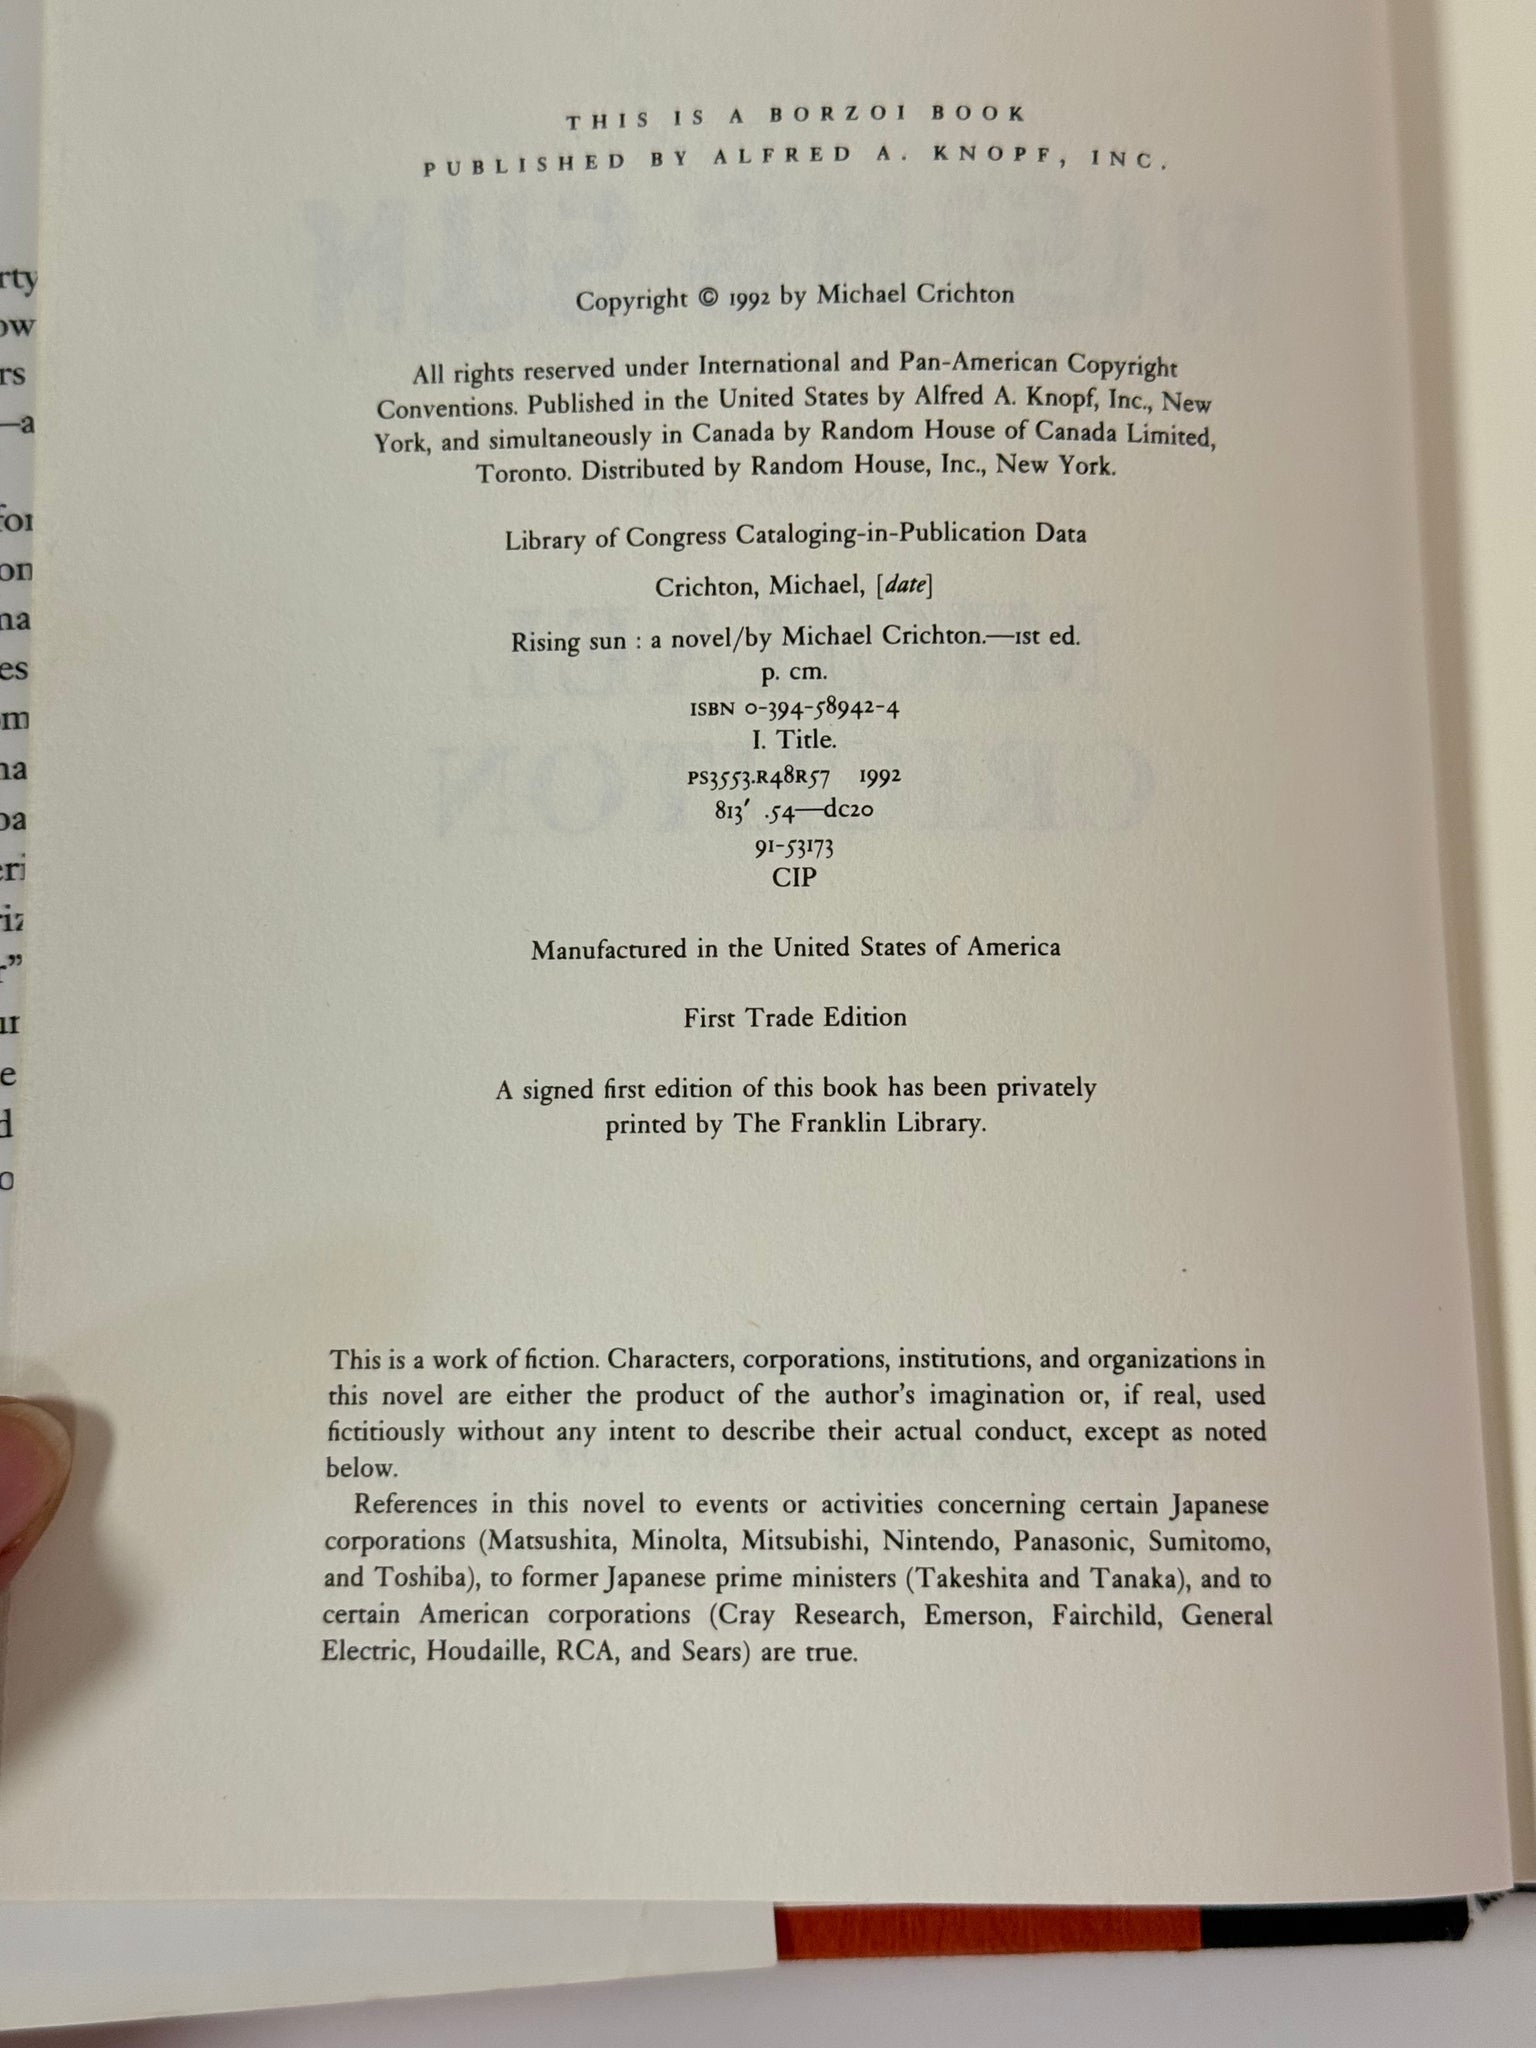 THIS IS A BORZOI BOOK
PUBLISHED BY ALFRED A. KNOPF, INC.
Copyright © 1992 by Michael Crichton
All rights reserved under International and Pan-American Copyright
Conventions. Published in the United States by Alfred A. Knopf, Inc., New
York, and simultaneously in Canada by Random House of Canada Limited,
Toronto. Distributed by Random House, Inc., New York.
Library of Congress Cataloging-in-Publication Data
Crichton, Michael, [date]
Rising sun : a novel/by Michael Crichton.—1st ed.
p. cm.
ISBN 0-394-58942-4
I. Title.
PS3553.R48R57 1992
813′ .54—dc20
91-53173
CIP
Manufactured in the United States of America
First Trade Edition
A signed first edition of this book has been privately
printed by The Franklin Library.
This is a work of fiction. Characters, corporations, institutions, and organizations in
this novel are either the product of the author's imagination or, if real, used
fictitiously without any intent to describe their actual conduct, except as noted
below.
References in this novel to events or activities concerning certain Japanese
corporations (Matsushita, Minolta, Mitsubishi, Nintendo, Panasonic, Sumitomo,
and Toshiba), to former Japanese prime ministers (Takeshita and Tanaka), and to
certain American corporations (Cray Research, Emerson, Fairchild, General
Electric, Houdaille, RCA, and Sears) are true.